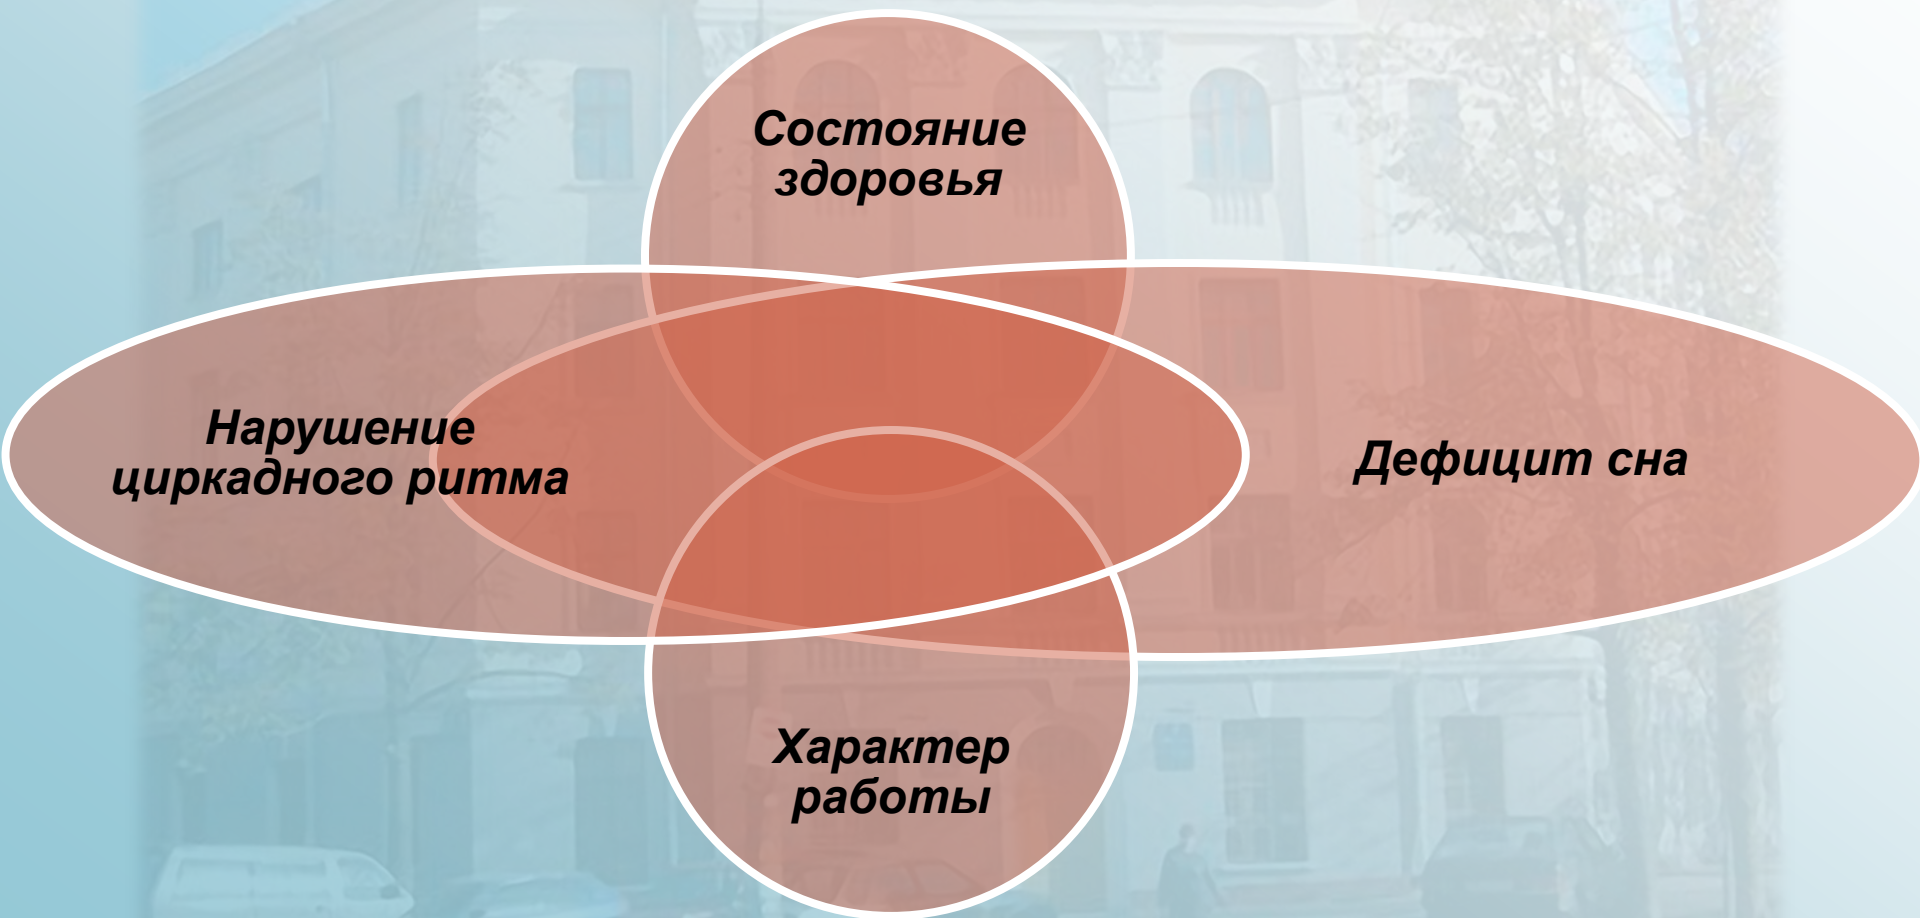 Состояние
здоровья
Нарушение
циркадного ритма
Дефицит сна
Характер
работы